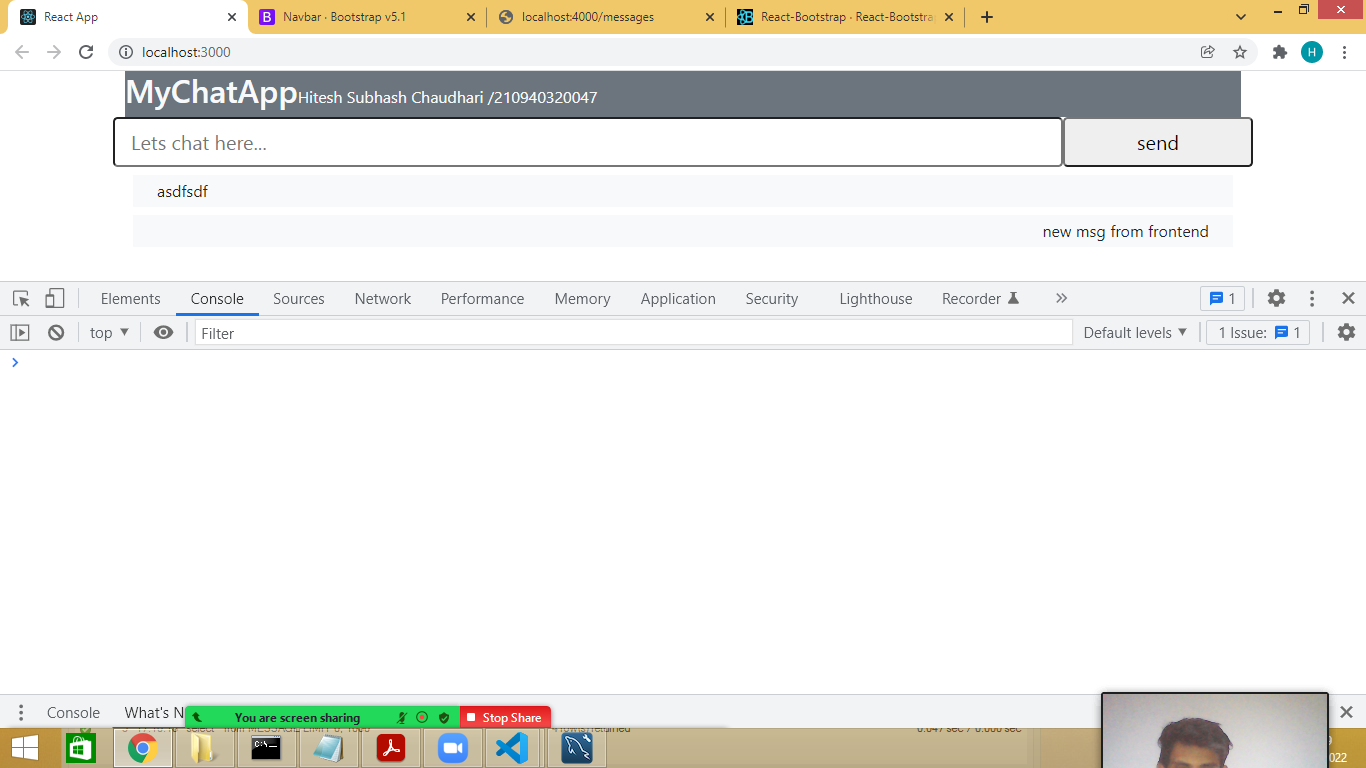 React App
Navbar · Bootstrap v5.1
localhost:4000/messages
React-Bootstrap · React-Bootstra
localhost:3000
H
MyChatApp Hitesh Subhash Chaudhari /210940320047
Lets chat here...
send
asdfsdf
new msg from frontend
Elements Console Sources Network Performance Memory Application Security Lighthouse Recorder
1
top
Filter
Default levels
1 Issue: 1
Console What's N
You are screen sharing
Stop Share
022